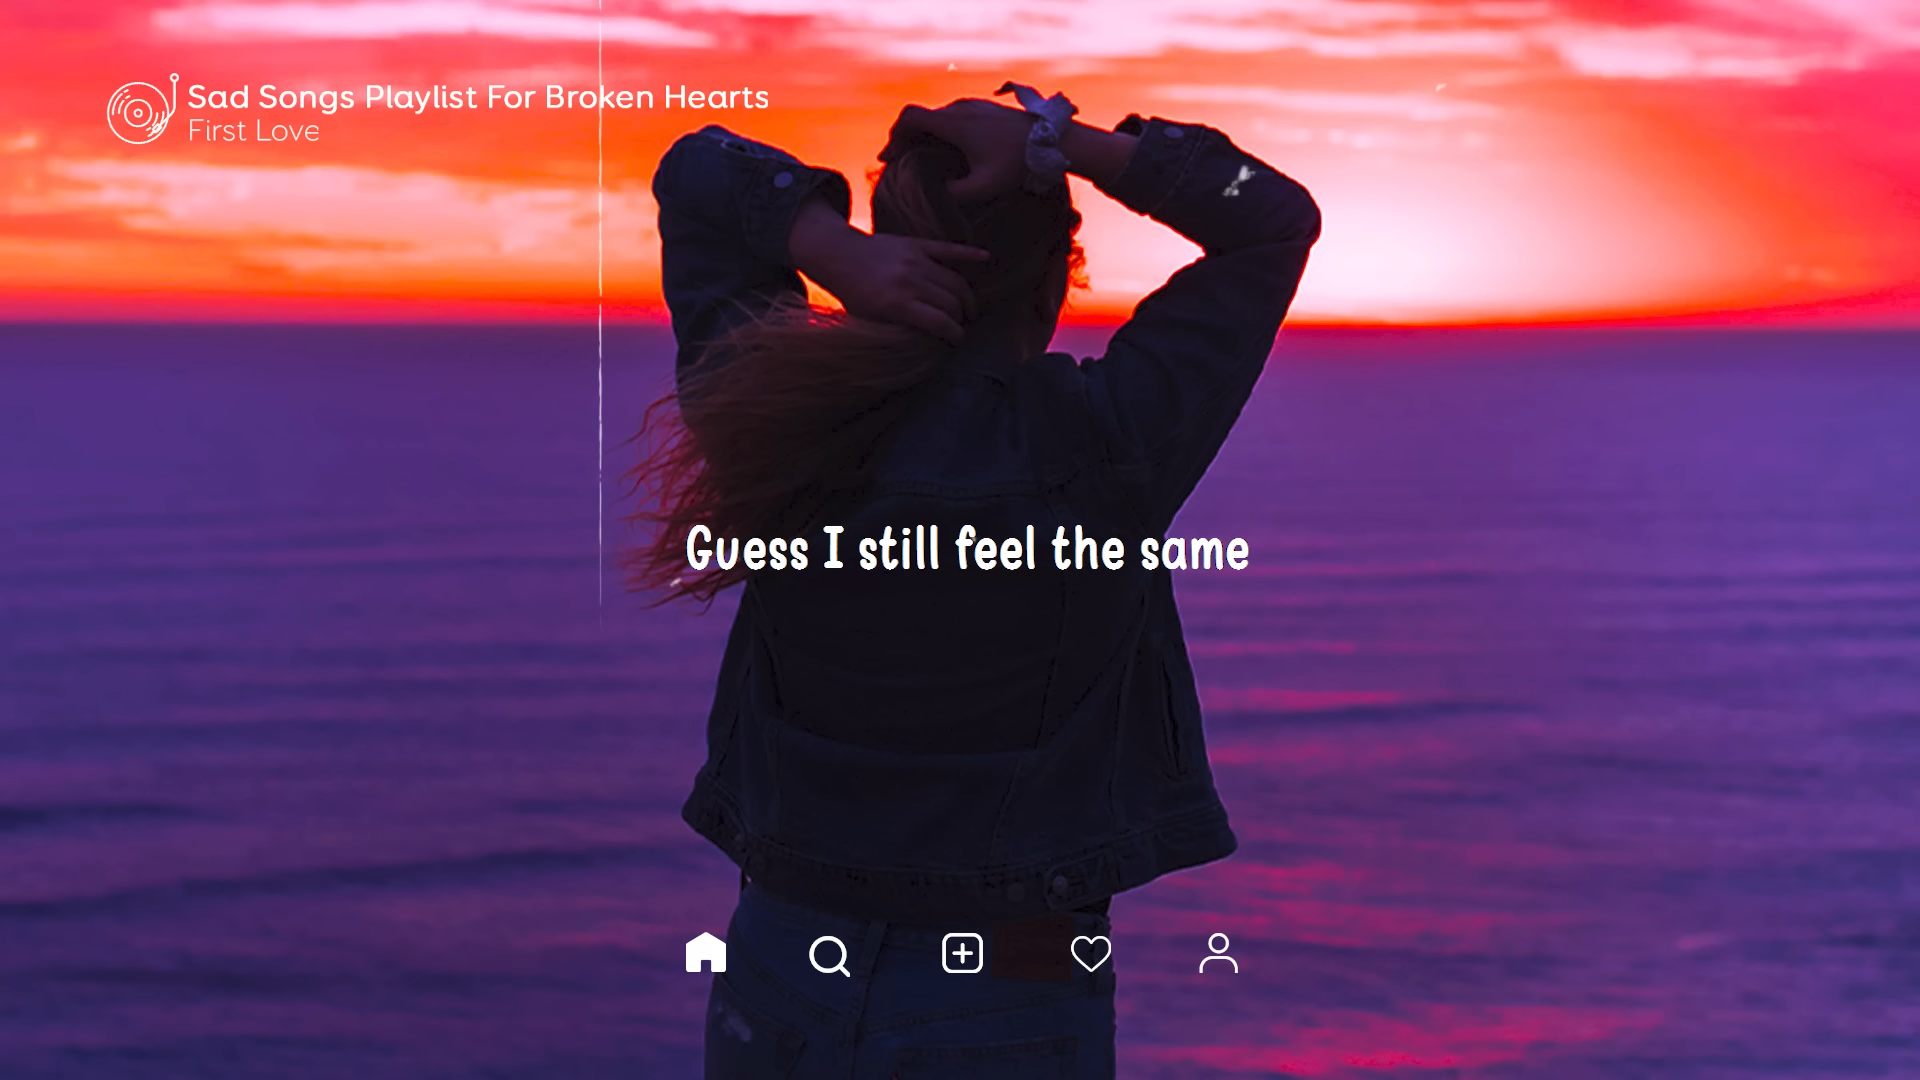 Sad Songs Playlist For Broken Hearts
First Love
Guess I still feel the same